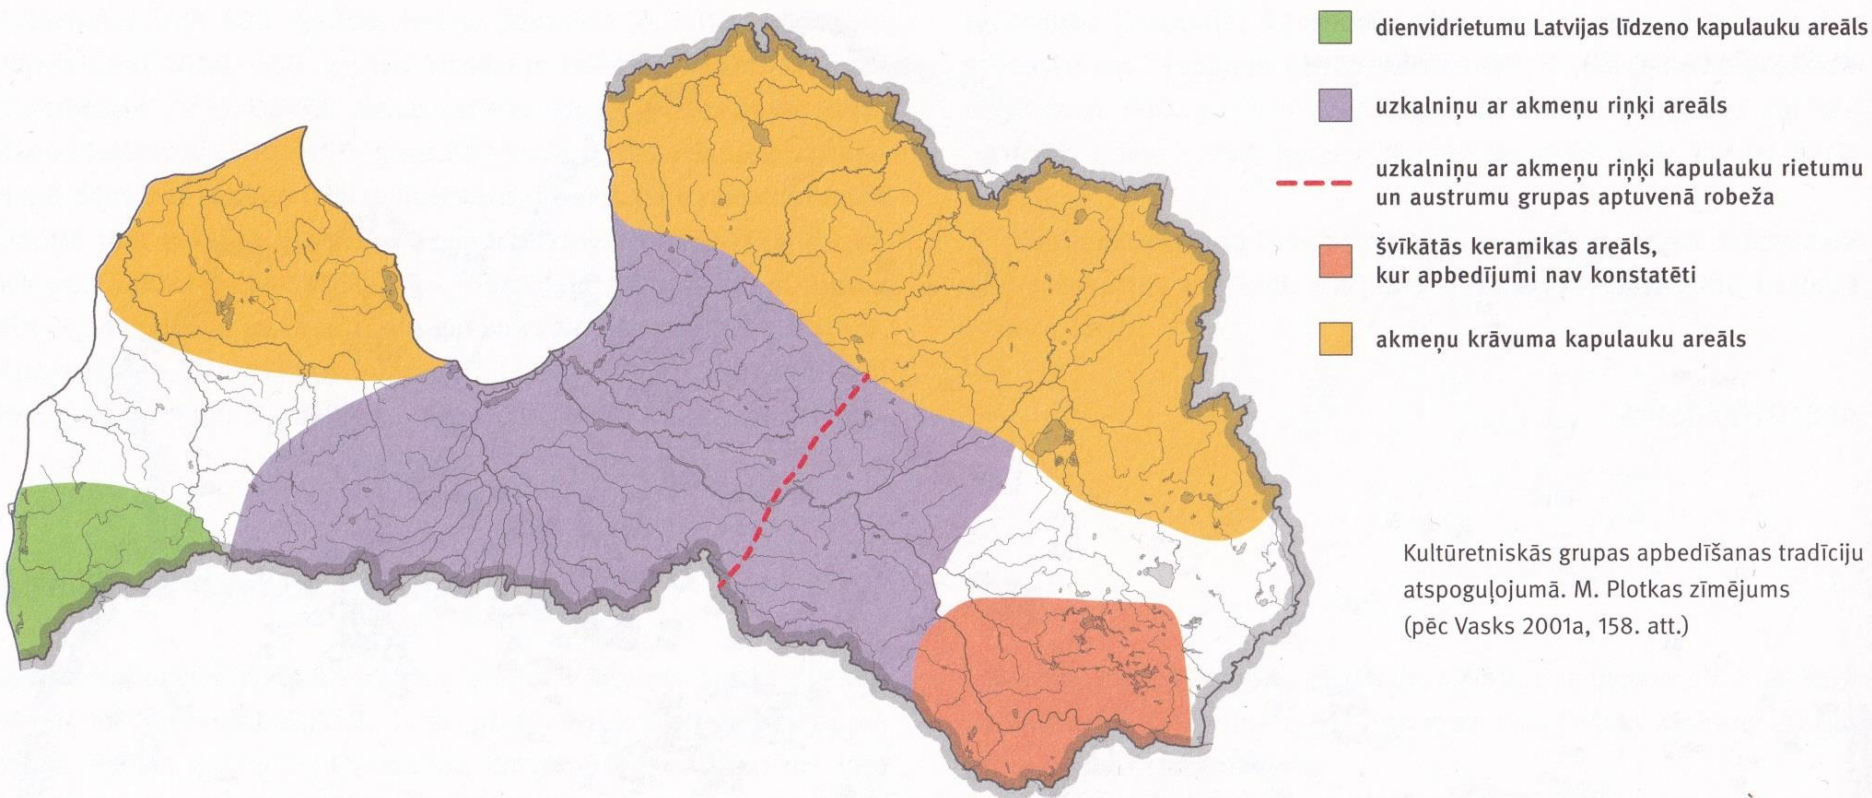 dienvidrietumu Latvijas līdzeno kapulauku areāls
uzkalniņu ar akmeņu riņķi areāls
uzkalniņu ar akmeņu riņķi kapulauku rietumu
un austrumu grupas aptuvenā robeža
švīkātās keramikas areāls,
kur apbedījumi nav konstatēti
akmeņu krāvuma kapulauku areāls
Kultūretniskās grupas apbedīšanas tradīciju
atspoguļojumā. M. Plotkas zīmējums
(pēc Vasks 2001a, 158. att.)